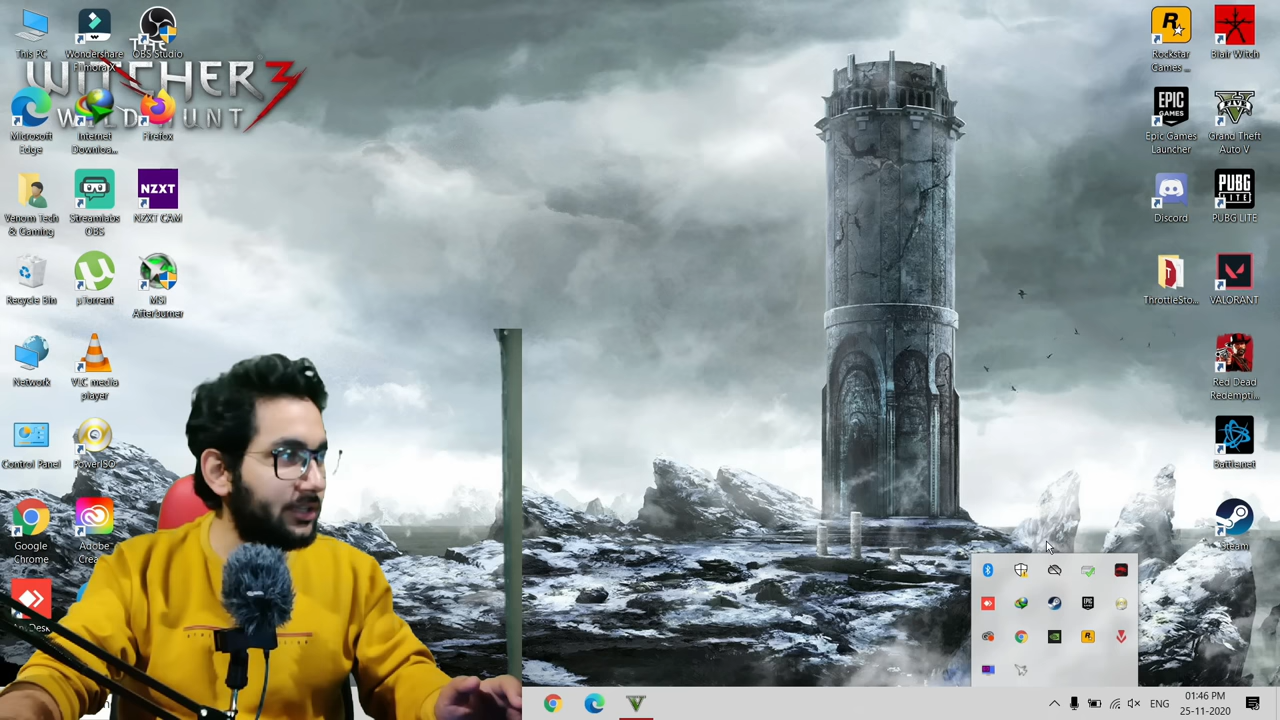 This PC
Wondershare
Filmora X
OBS Studio
THE
WITCHER 3
WILD HUNT
Microsoft
Edge
Internet
Downloa...
Firefox
Venom Tech
& Gaming
Streamlabs
OBS
NZXT
NZXT CAM
Recycle Bin
µTorrent
MSI
Afterburner
Network
VLC media
player
Control Panel
PowerISO
Google
Chrome
Adobe
R
Rockstar
Games ...
Blair Witch
EPIC
GAMES
Epic Games
Launcher
V
Grand Theft
Auto V
Discord
PUBG
LITE
PUBG LITE
ThrottleSto...
VALORANT
Red Dead
Redempti...
Battle.net
Steam
ENG
01:46 PM
25-11-2020